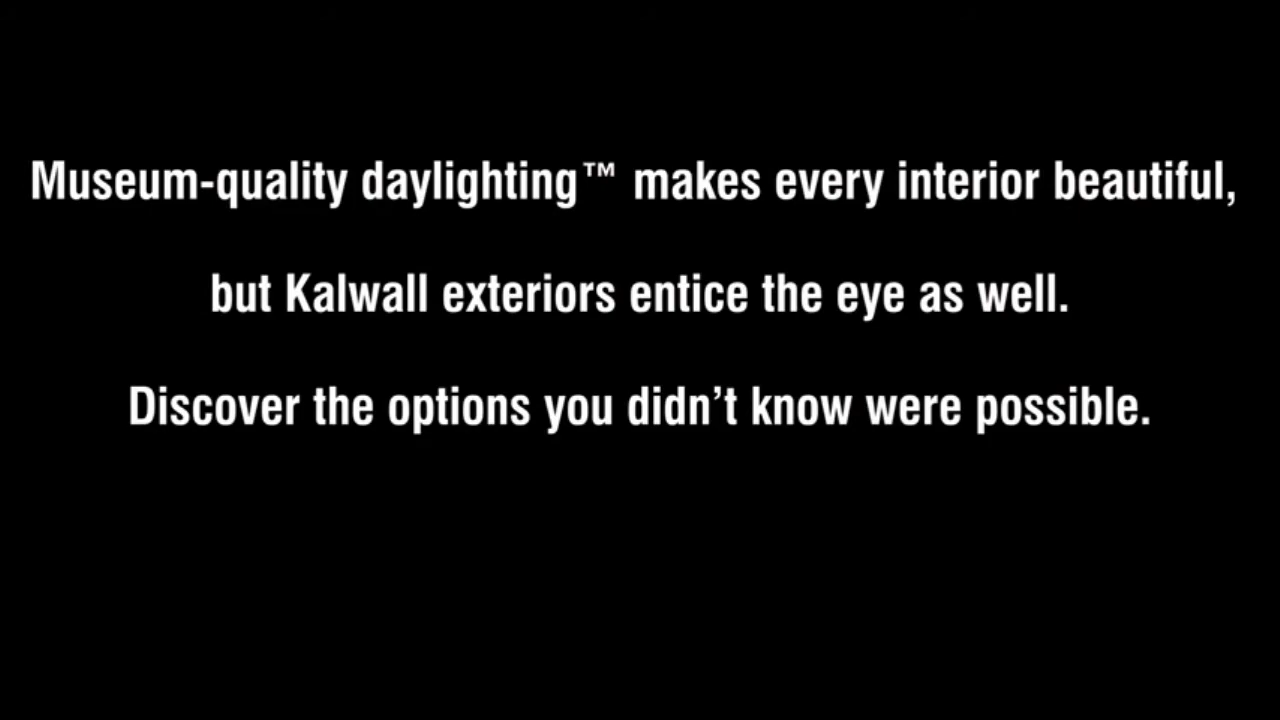 Museum-quality daylighting™ makes every interior beautiful,
but Kalwall exteriors entice the eye as well.
Discover the options you didn’t know were possible.